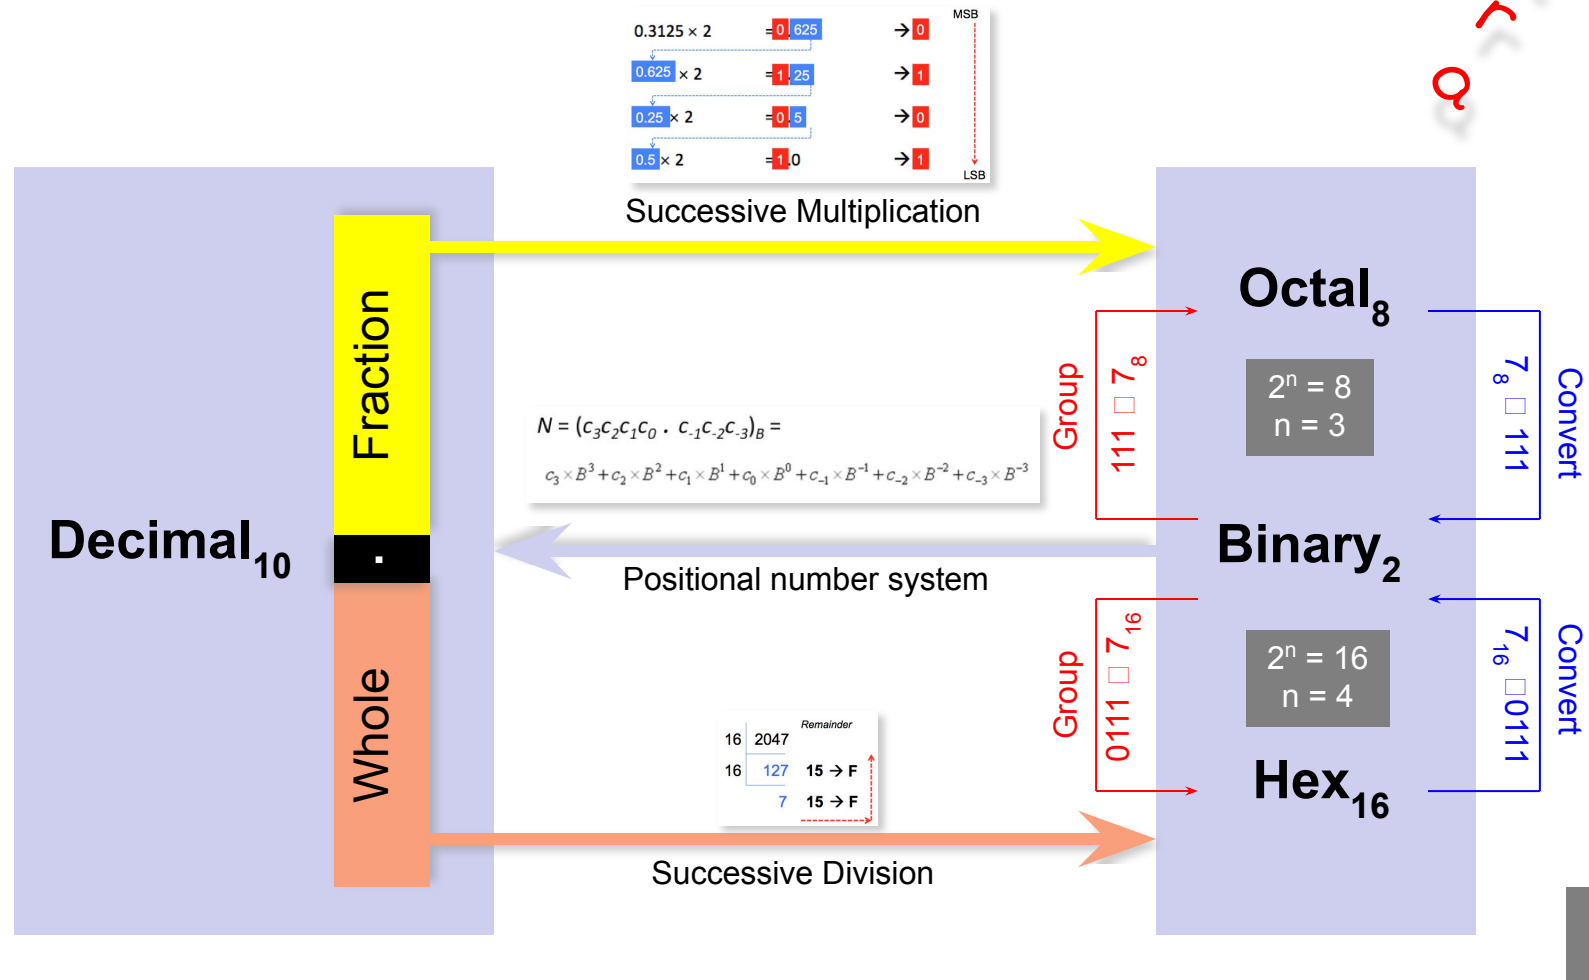 0.3125 × 2 = 0.625 → 0
0.625 × 2 = 1.25 → 1
0.25 × 2 = 0.5 → 0
0.5 × 2 = 1.0 → 1
MSB
LSB
r
Q
Successive Multiplication
Fraction
.
Whole
Decimal₁₀
N = (c₃c₂c₁c₀ . c₋₁c₋₂c₋₃)B =
c₃ × B³ + c₂ × B² + c₁ × B¹ + c₀ × B⁰ + c₋₁ × B⁻¹ + c₋₂ × B⁻² + c₋₃ × B⁻³
Positional number system
Remainder
16 2047
16 127 15 → F
7 15 → F
Successive Division
Group
111 □ 7₈
Group
0111 □ 7₁₆
Octal₈
2ⁿ = 8
n = 3
Binary₂
2ⁿ = 16
n = 4
Hex₁₆
7₈ □ 111
Convert
7₁₆ □0111
Convert